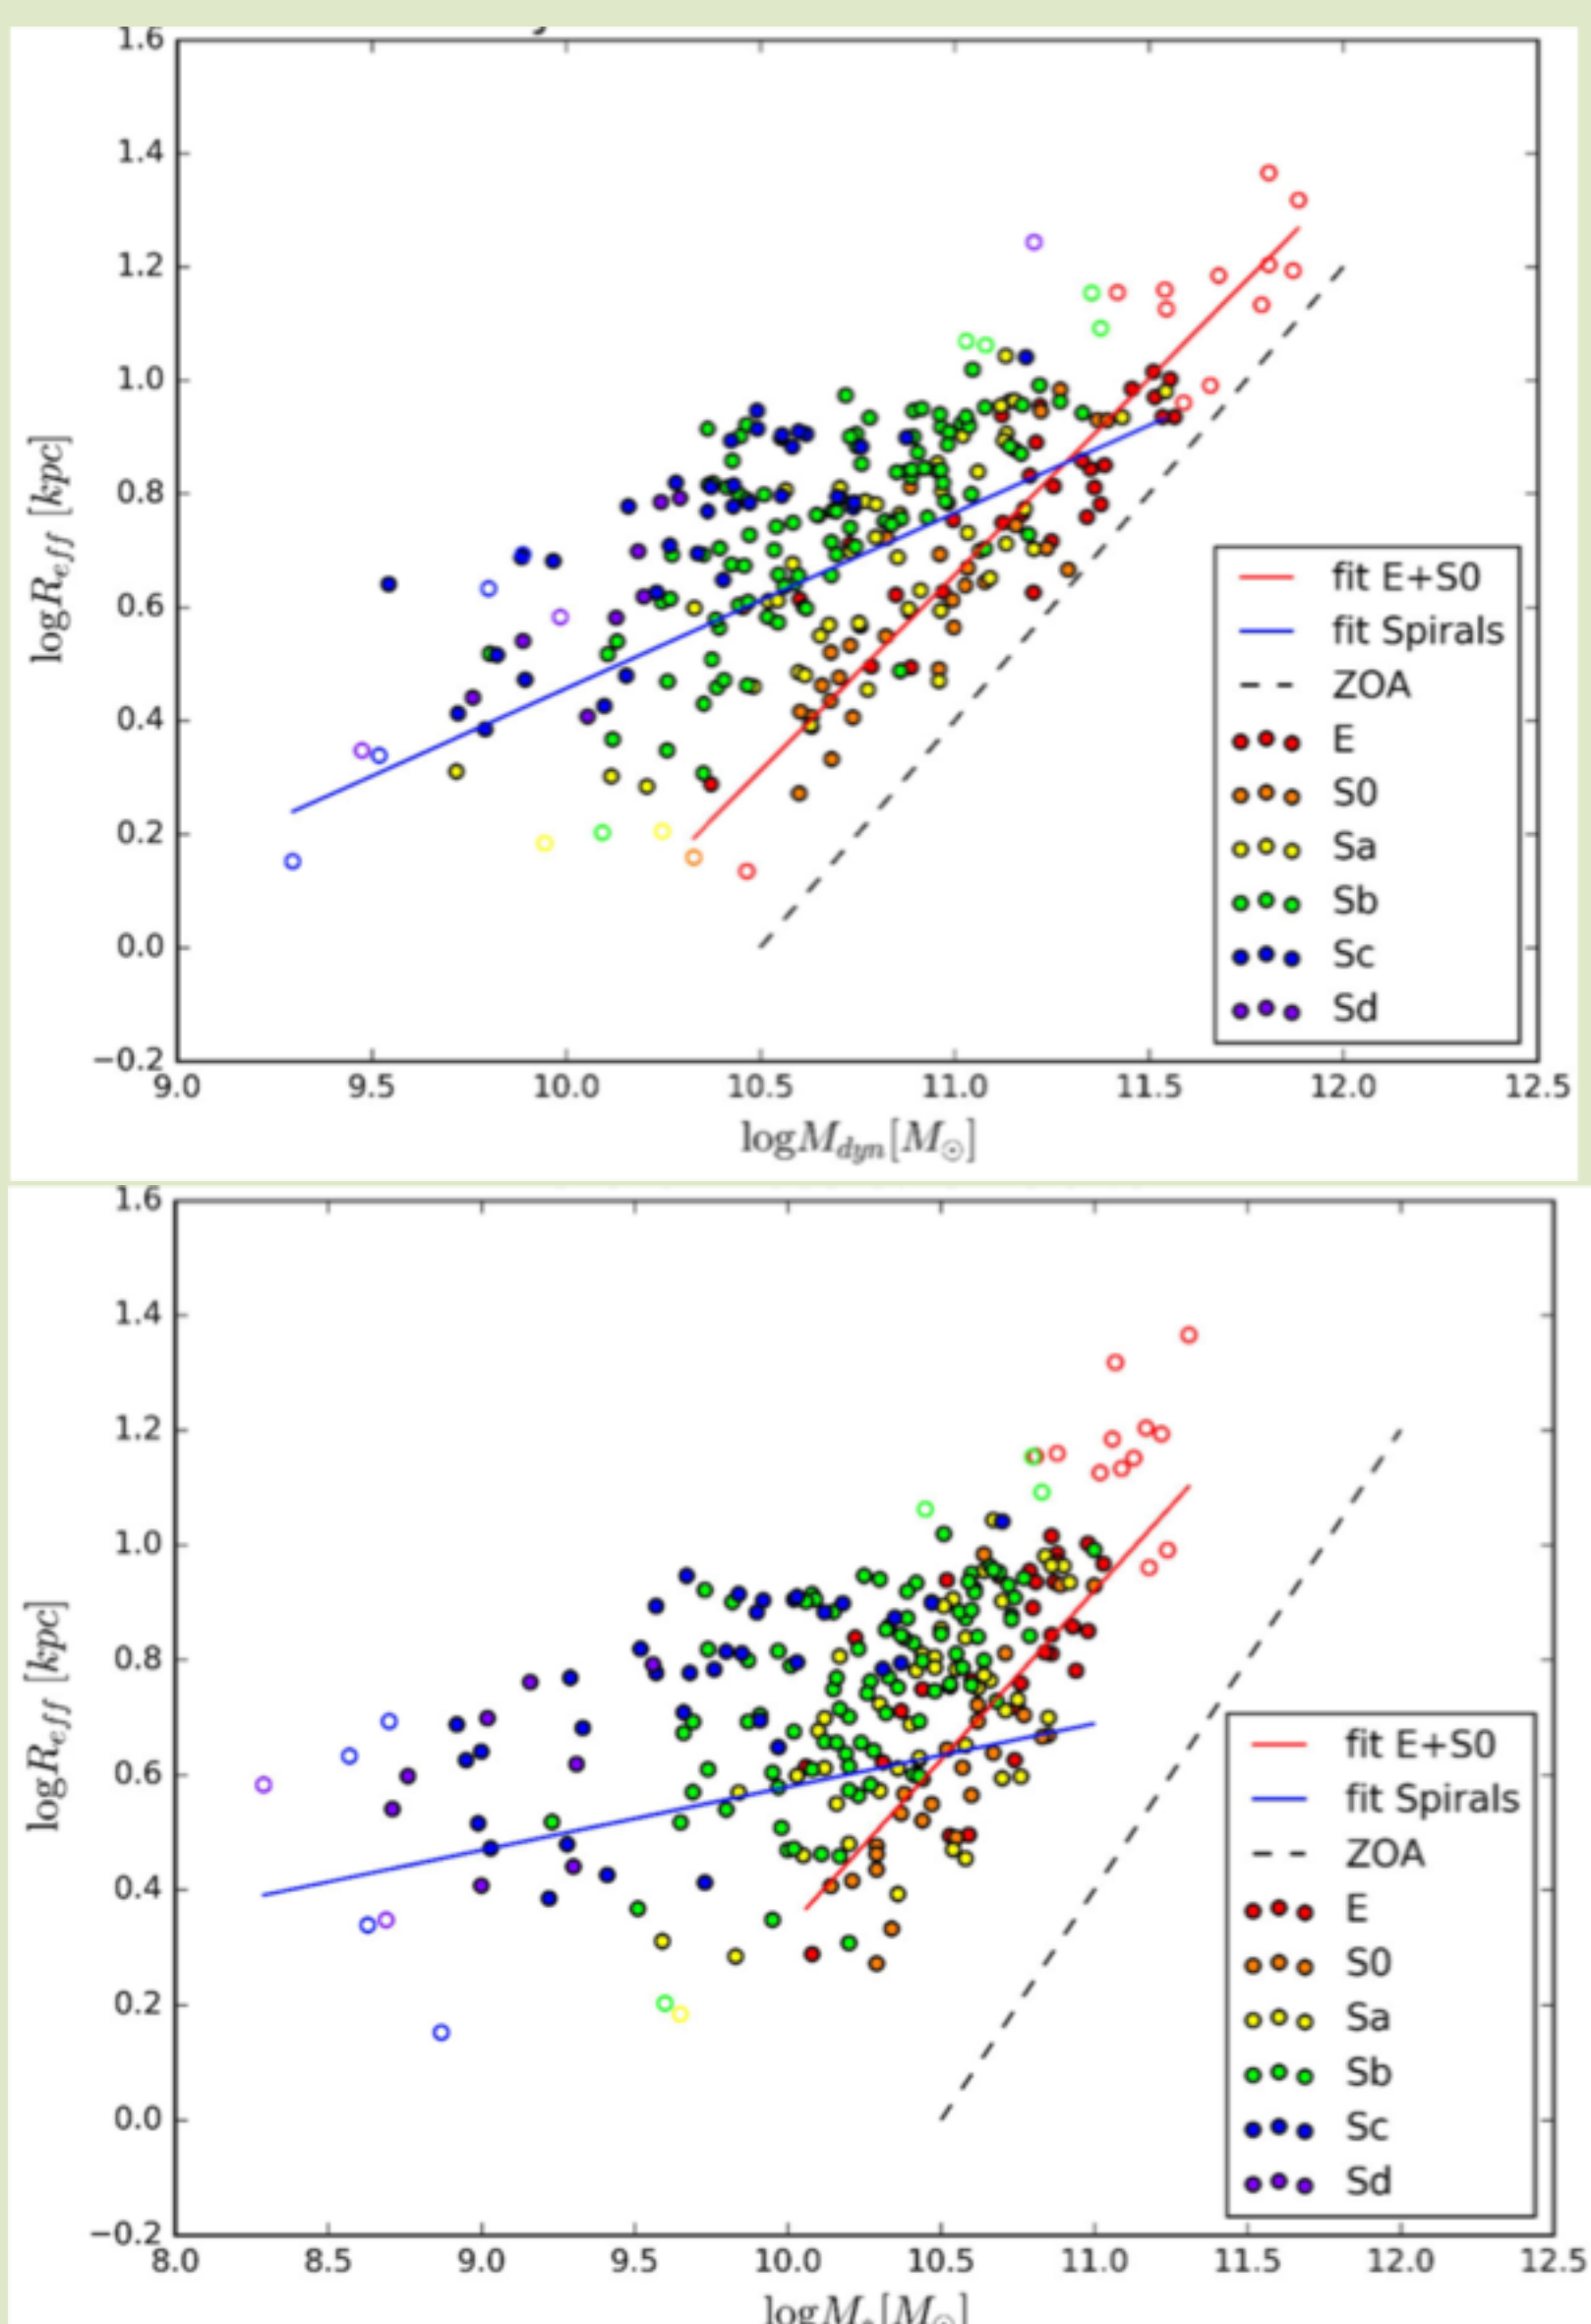 1.6
1.4
1.2
1.0
0.8
0.6
0.4
0.2
0.0
−0.2
logR_eff [kpc]
9.0 9.5 10.0 10.5 11.0 11.5 12.0 12.5
logM_dyn[M_⊙]
fit E+S0
fit Spirals
ZOA
E
S0
Sa
Sb
Sc
Sd
1.6
1.4
1.2
1.0
0.8
0.6
0.4
0.2
0.0
−0.2
logR_eff [kpc]
8.0 8.5 9.0 9.5 10.0 10.5 11.0 11.5 12.0 12.5
fit E+S0
fit Spirals
ZOA
E
S0
Sa
Sb
Sc
Sd